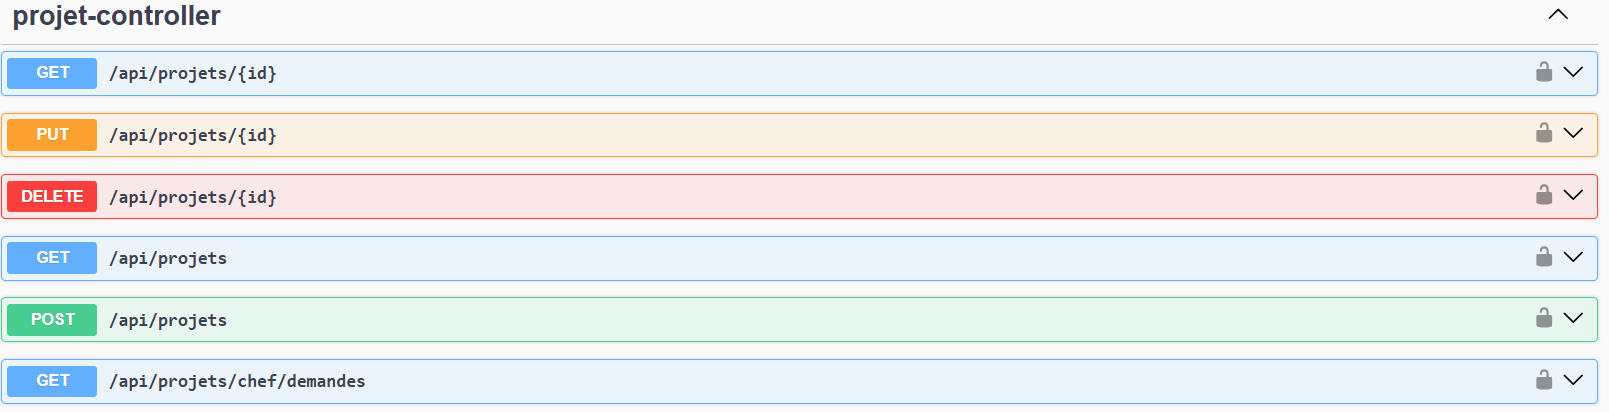 projet-controller
GET /api/projets/{id}
PUT /api/projets/{id}
DELETE /api/projets/{id}
GET /api/projets
POST /api/projets
GET /api/projets/chef/demandes